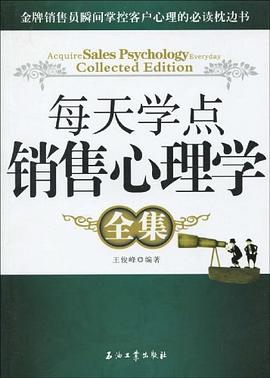 金牌销售员瞬间掌控客户心理的必读枕边书
Acquire Sales Psychology Everyday
Collected Edition
每天学点
销售心理学
全集
王俊峰 编著
石油工业出版社